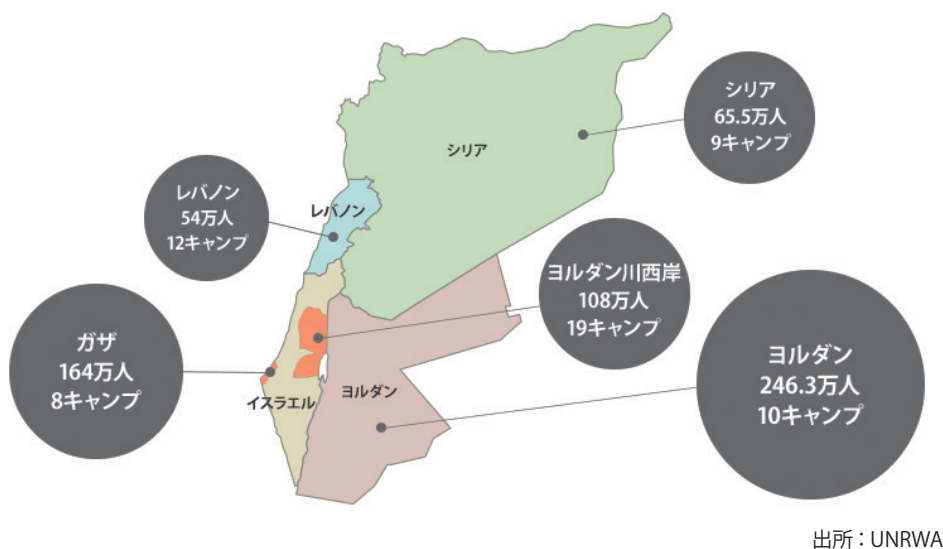 シリア
65.5万人
9キャンプ
シリア
レバノン
54万人
12キャンプ
レバノン
ヨルダン川西岸
108万人
19キャンプ
ガザ
164万人
8キャンプ
イスラエル
ヨルダン
ヨルダン
246.3万人
10キャンプ
出所：UNRWA